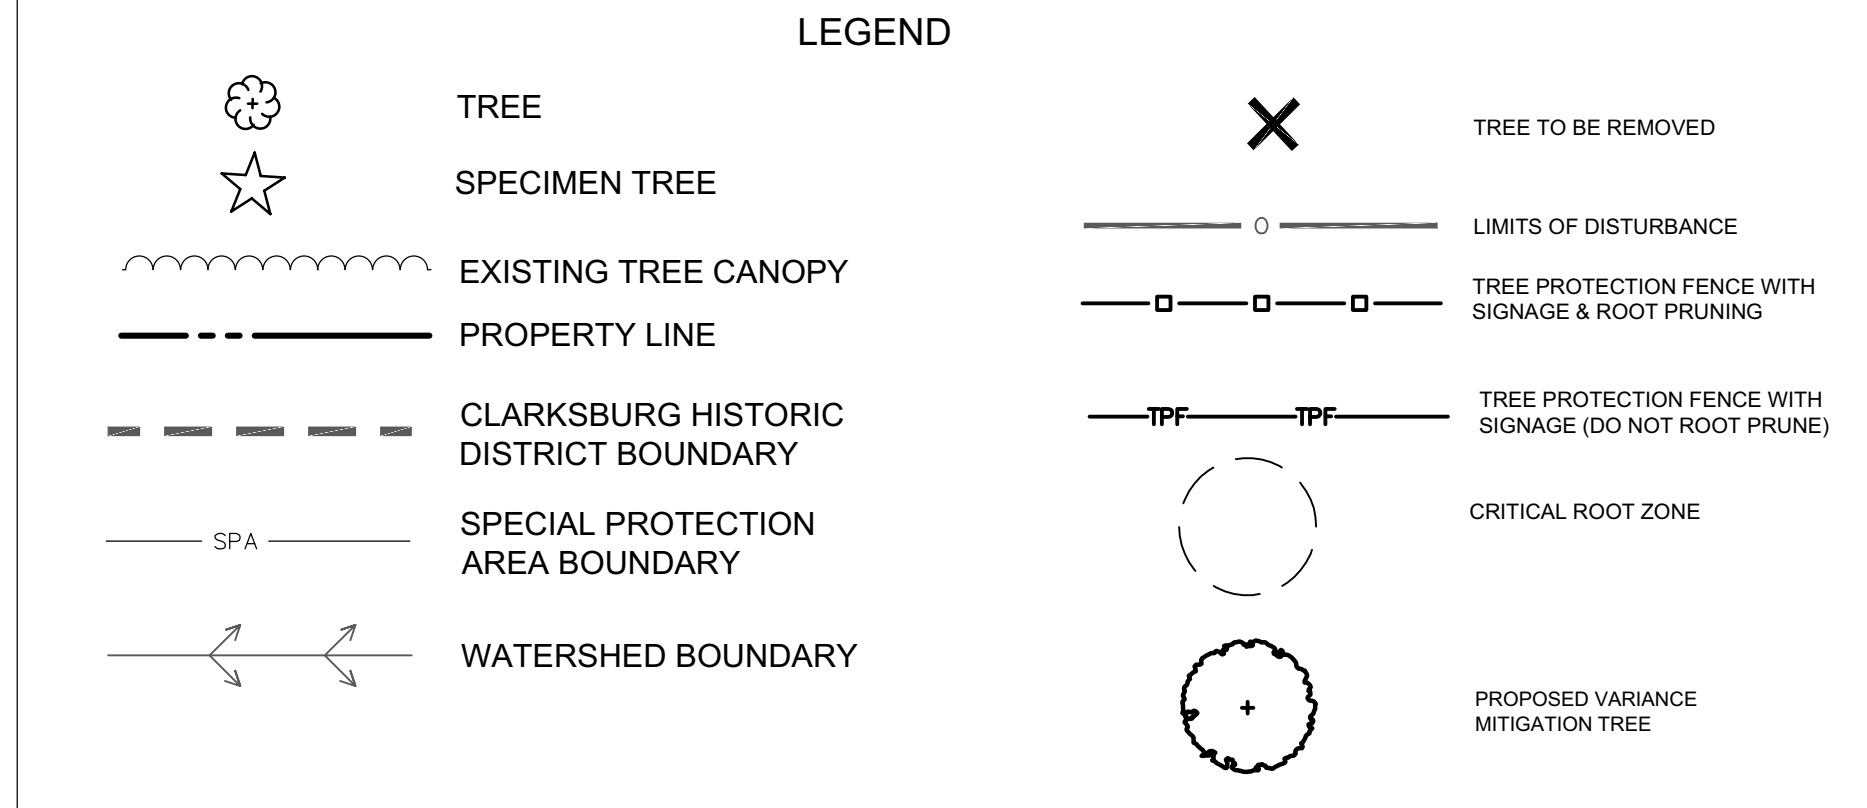 LEGEND
TREE
SPECIMEN TREE
EXISTING TREE CANOPY
PROPERTY LINE
CLARKSBURG HISTORIC
DISTRICT BOUNDARY
SPA
SPECIAL PROTECTION
AREA BOUNDARY
WATERSHED BOUNDARY
TREE TO BE REMOVED
O
LIMITS OF DISTURBANCE
TREE PROTECTION FENCE WITH
SIGNAGE & ROOT PRUNING
TPF TPF
TREE PROTECTION FENCE WITH
SIGNAGE (DO NOT ROOT PRUNE)
CRITICAL ROOT ZONE
PROPOSED VARIANCE
MITIGATION TREE